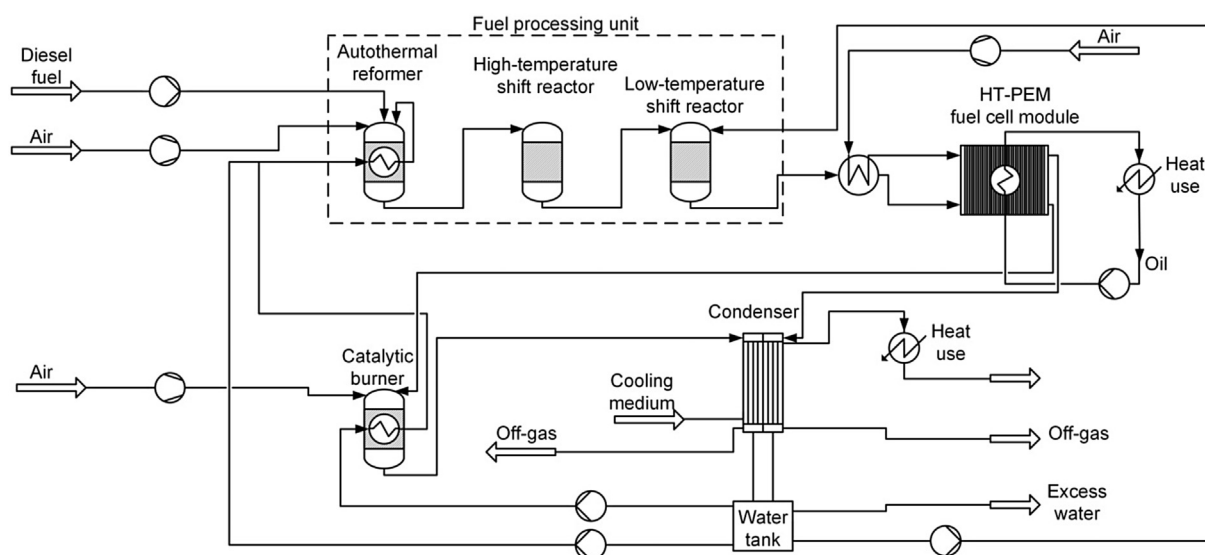 Fuel processing unit
Diesel
fuel
Autothermal
reformer
High-temperature
shift reactor
Low-temperature
shift reactor
Air
HT-PEM
fuel cell module
Air
Heat
use
Oil
Condenser
Heat
use
Catalytic
burner
Air
Cooling
medium
Off-gas
Off-gas
Water
tank
Excess
water